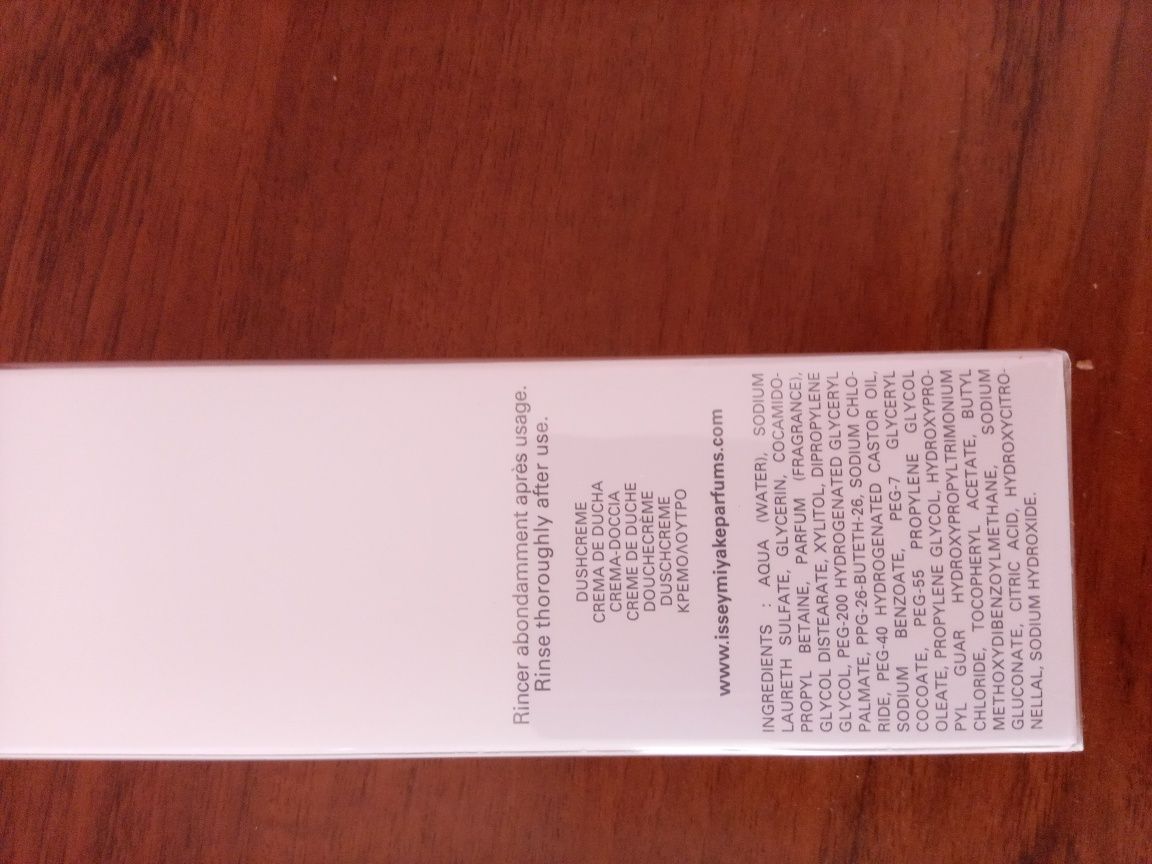 Rincer abondamment après usage.
Rinse thoroughly after use.
DUSHCREME
CREMA DE DUCHA
CREMA-DOCCIA
CREME DE DUCHE
DOUCHECRÈME
DUSCHCREME
ΚΡΕΜΟΛΟΥΤΡΟ
www.isseymiyakeparfums.com
INGREDIENTS : AQUA (WATER), SODIUM
LAURETH SULFATE, GLYCERIN, COCAMIDO-
PROPYL BETAINE, PARFUM (FRAGRANCE),
GLYCOL DISTEARATE, XYLITOL, DIPROPYLENE
GLYCOL, PEG-200 HYDROGENATED GLYCERYL
PALMATE, PPG-26-BUTETH-26, SODIUM CHLO-
RIDE, PEG-40 HYDROGENATED CASTOR OIL,
SODIUM BENZOATE, PEG-7 GLYCERYL
COCOATE, PEG-55 PROPYLENE GLYCOL
OLEATE, PROPYLENE GLYCOL, HYDROXYPRO-
PYL GUAR HYDROXYPROPYLTRIMONIUM
CHLORIDE, TOCOPHERYL ACETATE, BUTYL
METHOXYDIBENZOYLMETHANE, SODIUM
GLUCONATE, CITRIC ACID, HYDROXYCITRO-
NELLAL, SODIUM HYDROXIDE.